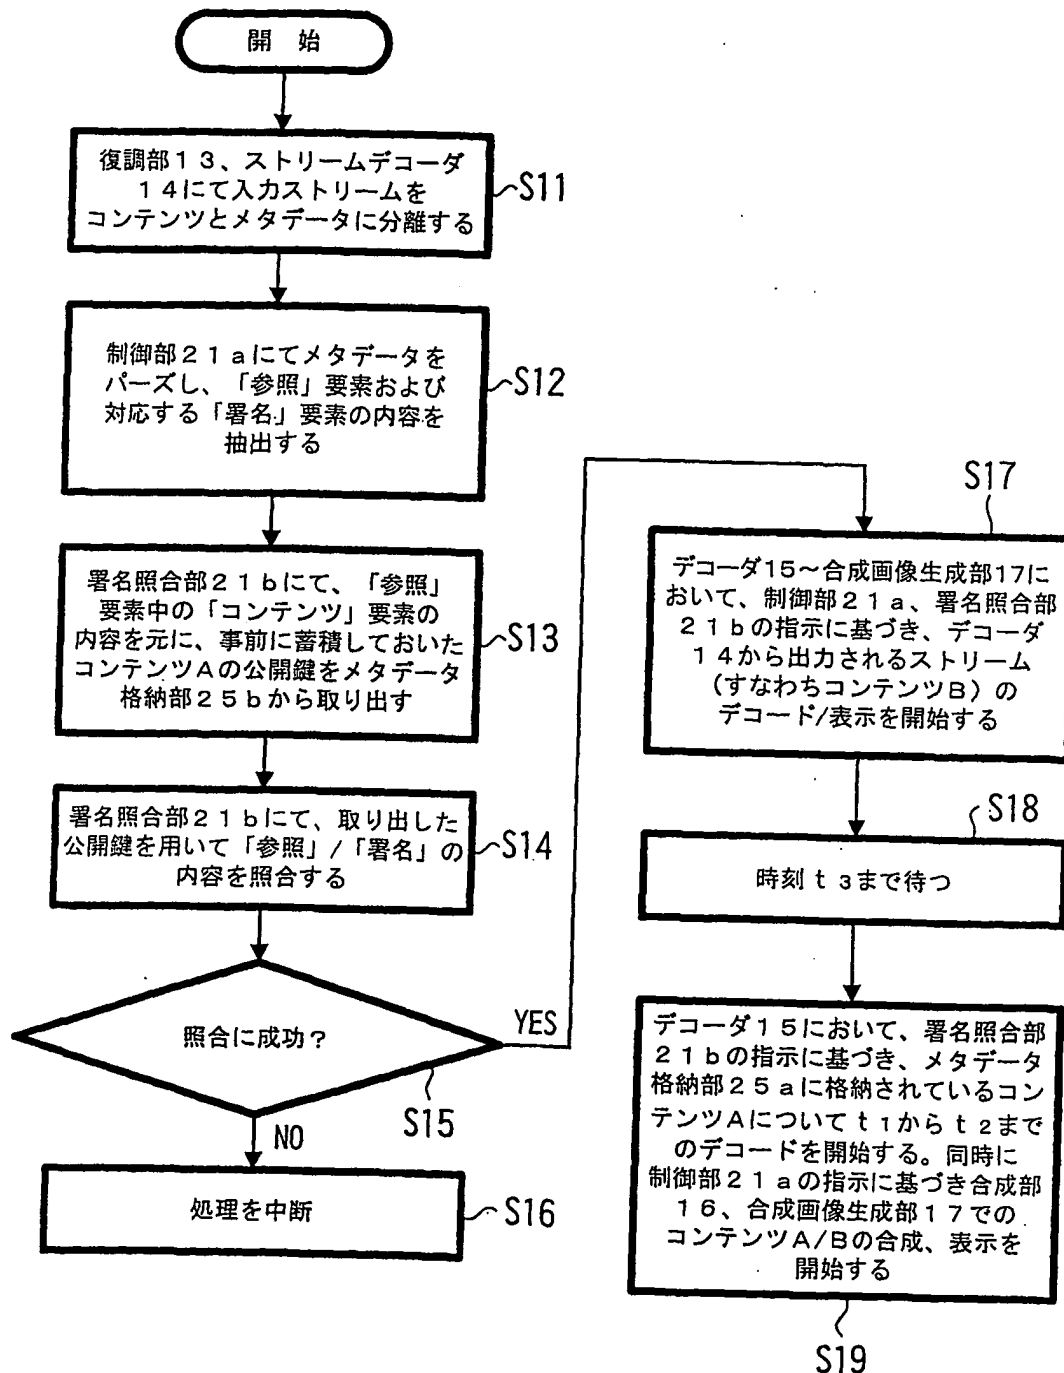 開 始
復調部13、ストリームデコーダ
14にて入力ストリームを
コンテンツとメタデータに分離する
S11
制御部21aにてメタデータを
パーズし、「参照」要素および
対応する「署名」要素の内容を
抽出する
S12
署名照合部21bにて、「参照」
要素中の「コンテンツ」要素の
内容を元に、事前に蓄積しておいた
コンテンツAの公開鍵をメタデータ
格納部25bから取り出す
S13
署名照合部21bにて、取り出した
公開鍵を用いて「参照」/「署名」の
内容を照合する
S14
照合に成功?
YES
S15
NO
処理を中断
S16
S17
デコーダ15~合成画像生成部17に
おいて、制御部21a、署名照合部
21bの指示に基づき、デコーダ
14から出力されるストリーム
(すなわちコンテンツB)の
デコード/表示を開始する
S18
時刻t3まで待つ
デコーダ15において、署名照合部
21bの指示に基づき、メタデータ
格納部25aに格納されているコン
テンツAについてt1からt2まで
のデコードを開始する。同時に
制御部21aの指示に基づき合成部
16、合成画像生成部17での
コンテンツA/Bの合成、表示を
開始する
S19